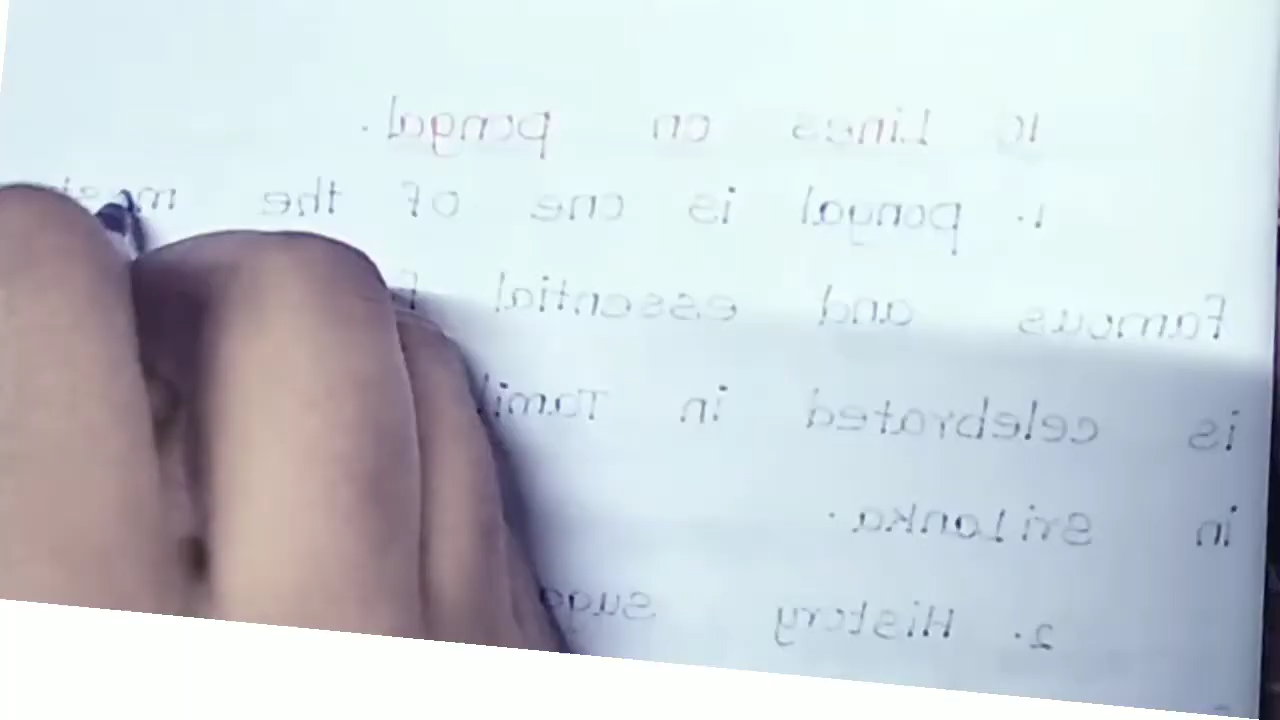 10 Lines on pongal.
1. pongal is one of the most
famous and essential
is celebrated in Tamil
in SriLanka.
2. History